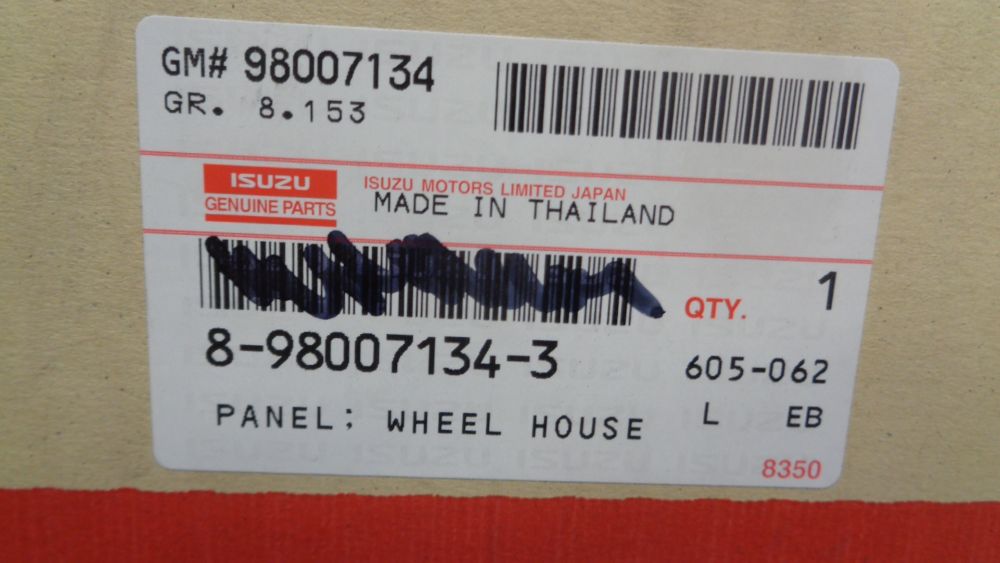 GM# 98007134
GR. 8.153
ISUZU
GENUINE PARTS
ISUZU MOTORS LIMITED JAPAN
MADE IN THAILAND
QTY. 1
8-98007134-3
605-062
PANEL; WHEEL HOUSE
L EB
8350